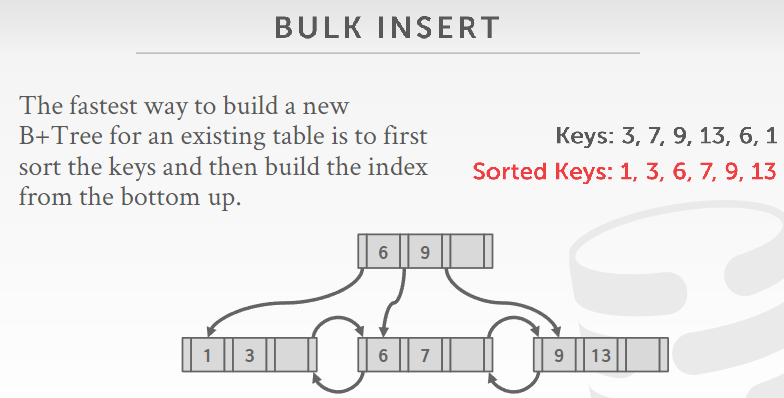 BULK INSERT
The fastest way to build a new
B+Tree for an existing table is to first
sort the keys and then build the index
from the bottom up.
Keys: 3, 7, 9, 13, 6, 1
Sorted Keys: 1, 3, 6, 7, 9, 13
6 9
1 3 6 7 9 13